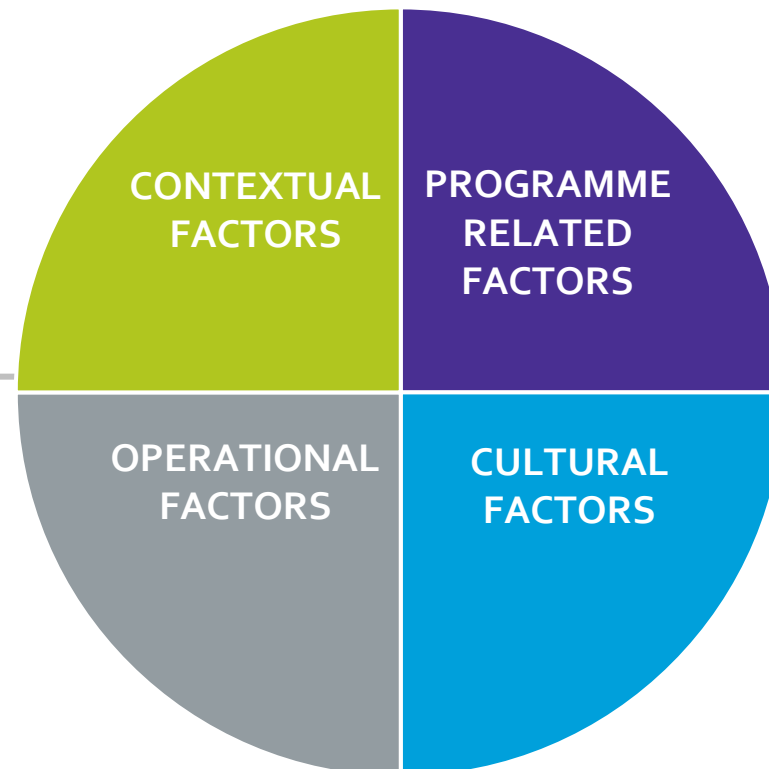 CONTEXTUAL
FACTORS
PROGRAMME
RELATED
FACTORS
OPERATIONAL
FACTORS
CULTURAL
FACTORS